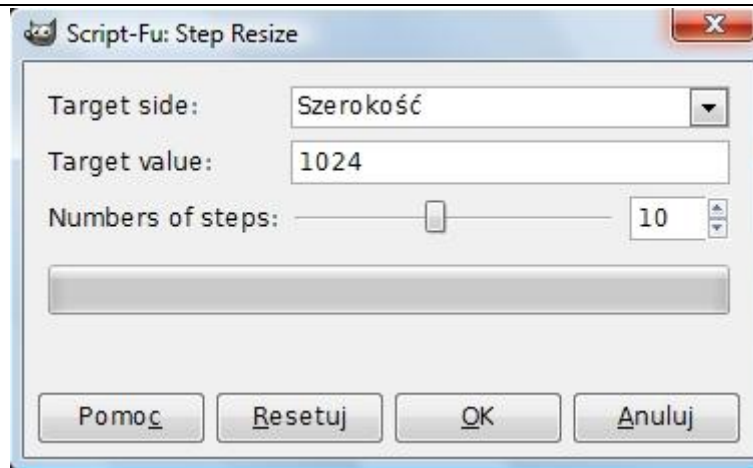 Script-Fu: Step Resize
Target side: Szerokość
Target value: 1024
Numbers of steps: 10
Pomoc Resetuj OK Anuluj